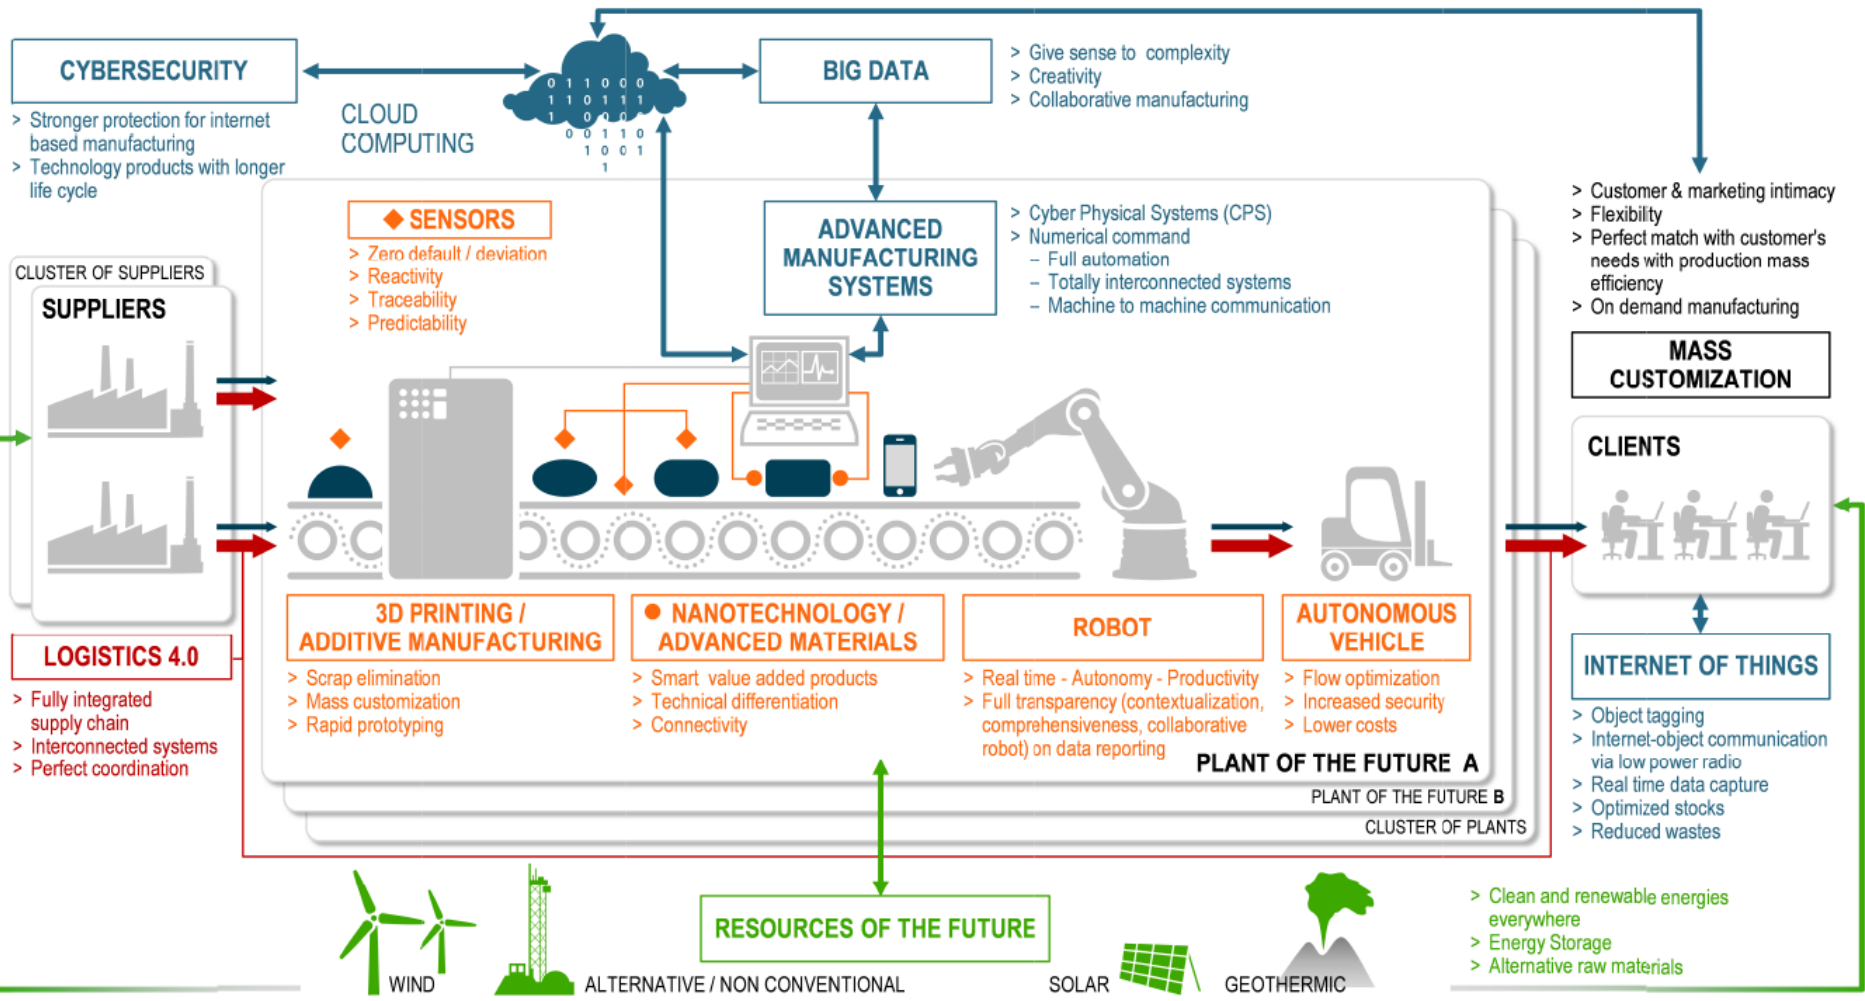 CYBERSECURITY
> Stronger protection for internet
based manufacturing
> Technology products with longer
life cycle
CLOUD
COMPUTING
0 1 1 0 0 0
1 1 0 1 0 1
1 0 0 1
0 0 1 1 0
1 0 0 1
1
BIG DATA
> Give sense to complexity
> Creativity
> Collaborative manufacturing
SENSORS
> Zero default / deviation
> Reactivity
> Traceability
> Predictability
ADVANCED
MANUFACTURING
SYSTEMS
> Cyber Physical Systems (CPS)
> Numerical command
– Full automation
– Totally interconnected systems
– Machine to machine communication
> Customer & marketing intimacy
> Flexibility
> Perfect match with customer's
needs with production mass
efficiency
> On demand manufacturing
MASS
CUSTOMIZATION
CLUSTER OF SUPPLIERS
SUPPLIERS
CLIENTS
LOGISTICS 4.0
> Fully integrated
supply chain
> Interconnected systems
> Perfect coordination
3D PRINTING /
ADDITIVE MANUFACTURING
> Scrap elimination
> Mass customization
> Rapid prototyping
NANOTECHNOLOGY /
ADVANCED MATERIALS
> Smart value added products
> Technical differentiation
> Connectivity
ROBOT
> Real time - Autonomy - Productivity
> Full transparency (contextualization,
comprehensiveness, collaborative
robot) on data reporting
AUTONOMOUS
VEHICLE
> Flow optimization
> Increased security
> Lower costs
PLANT OF THE FUTURE A
PLANT OF THE FUTURE B
CLUSTER OF PLANTS
INTERNET OF THINGS
> Object tagging
> Internet-object communication
via low power radio
> Real time data capture
> Optimized stocks
> Reduced wastes
RESOURCES OF THE FUTURE
WIND
ALTERNATIVE / NON CONVENTIONAL
SOLAR
GEOTHERMIC
> Clean and renewable energies
everywhere
> Energy Storage
> Alternative raw materials